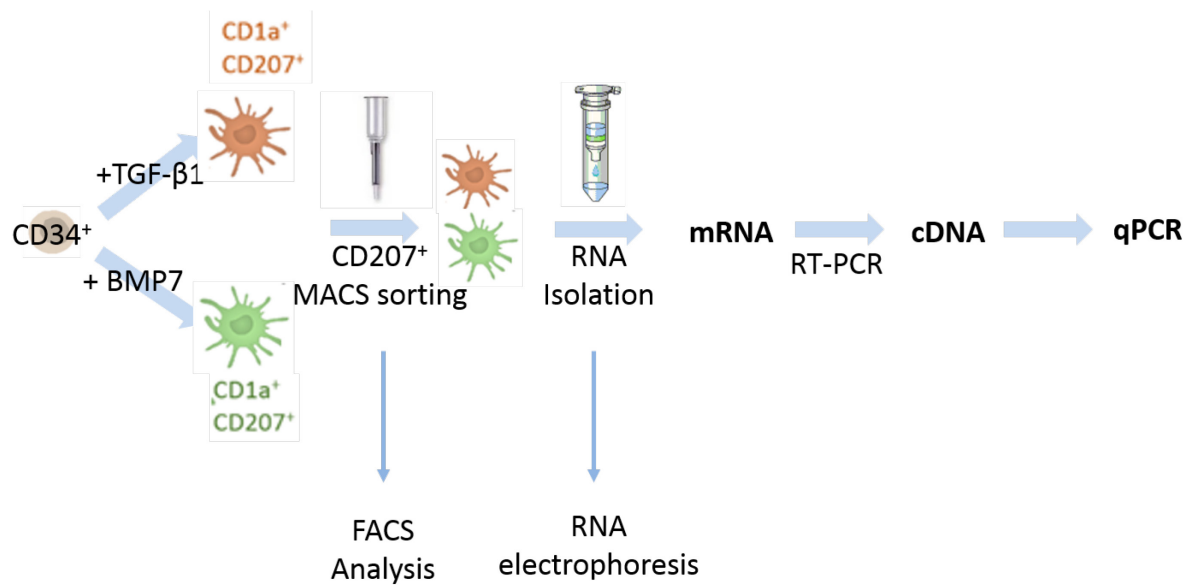 CD1a⁺
CD207⁺
+TGF-β1
CD34⁺
+ BMP7
CD1a⁺
CD207⁺
CD207⁺
MACS sorting
RNA
Isolation
mRNA
RT-PCR
cDNA
qPCR
FACS
Analysis
RNA
electrophoresis